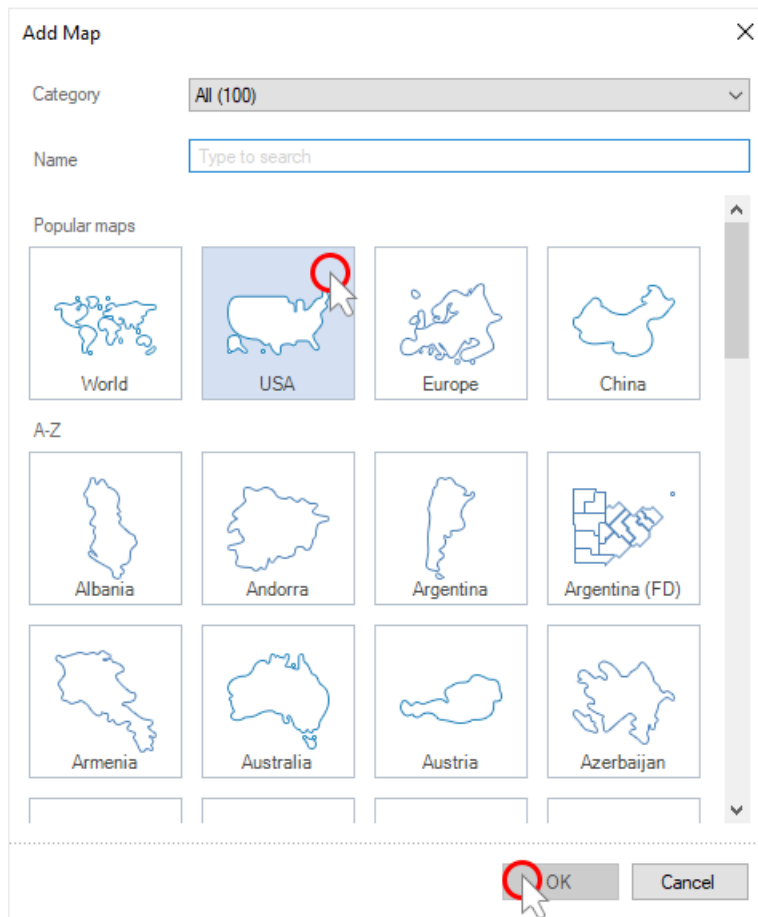 Add Map
Category All (100)
Name Type to search
Popular maps
World USA Europe China
A-Z
Albania Andorra Argentina Argentina (FD)
Armenia Australia Austria Azerbaijan
OK Cancel